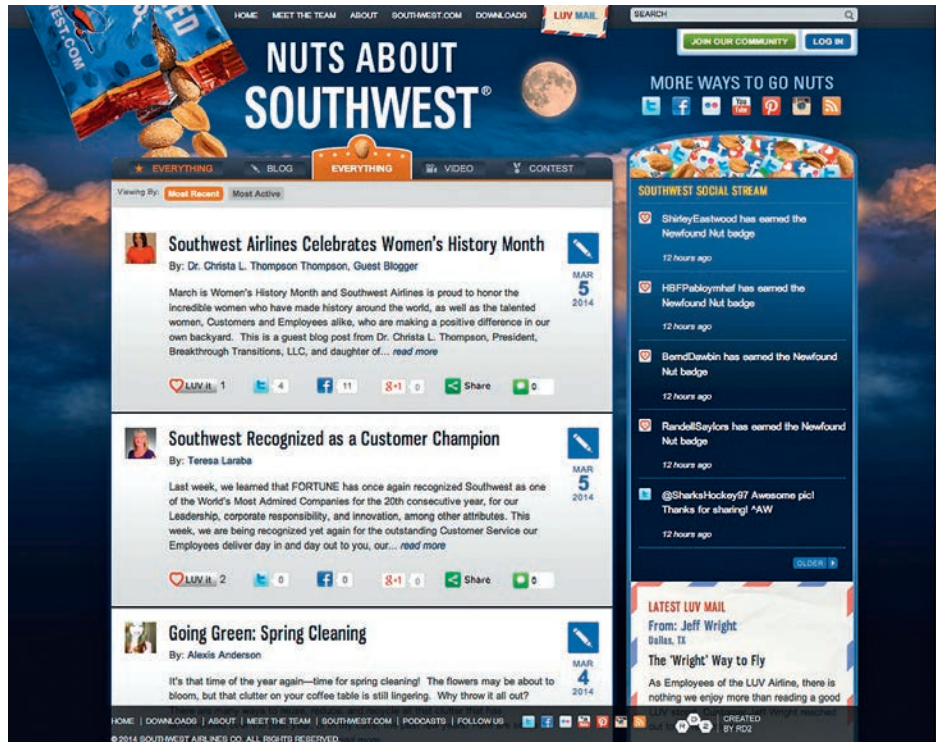 WEST.COM
ED
HOME MEET THE TEAM ABOUT SOUTHWEST.COM DOWNLOADS LUV MAIL
SEARCH
JOIN OUR COMMUNITY LOG IN
NUTS ABOUT
SOUTHWEST®
MORE WAYS TO GO NUTS
You Tube
EVERYTHING BLOG EVERYTHING VIDEO CONTEST
Viewing By: Most Recent Most Active
Southwest Airlines Celebrates Women's History Month
By: Dr. Christa L. Thompson Thompson, Guest Blogger
MAR
5
2014
March is Women's History Month and Southwest Airlines is proud to honor the
incredible women who have made history around the world, as well as the talented
women, Customers and Employees alike, who are making a positive difference in our
own backyard. This is a guest blog post from Dr. Christa L. Thompson, President,
Breakthrough Transitions, LLC, and daughter of... read more
LUV it 1 4 11 g+1 0 Share 0
Southwest Recognized as a Customer Champion
By: Teresa Laraba
MAR
5
2014
Last week, we learned that FORTUNE has once again recognized Southwest as one
of the World's Most Admired Companies for the 20th consecutive year, for our
Leadership, corporate responsibility, and innovation, among other attributes. This
week, we are being recognized yet again for the outstanding Customer Service our
Employees deliver day in and day out to you, our... read more
LUV it 2 0 0 g+1 0 Share 0
Going Green: Spring Cleaning
By: Alexis Anderson
MAR
4
2014
It's that time of the year again—time for spring cleaning! The flowers may be about to
bloom, but that clutter on your coffee table is still lingering. Why throw it all out?
SOUTHWEST SOCIAL STREAM
ShirleyEastwood has earned the
Newfound Nut badge
12 hours ago
HBFPabloymhaf has earned the
Newfound Nut badge
12 hours ago
BerndDawbin has earned the Newfound
Nut badge
12 hours ago
RandellSaylors has earned the Newfound
Nut badge
12 hours ago
@SharksHockey97 Awesome pic!
Thanks for sharing! ^AW
12 hours ago
OLDER
LATEST LUV MAIL
From: Jeff Wright
Dallas, TX
The 'Wright' Way to Fly
As Employees of the LUV Airline, there is
nothing we enjoy more than reading a good
HOME | DOWNLOADS | ABOUT | MEET THE TEAM | SOUTHWEST.COM | PODCASTS | FOLLOW US
RD2 CREATED
BY RD2
© 2014 SOUTHWEST AIRLINES CO. ALL RIGHTS RESERVED.